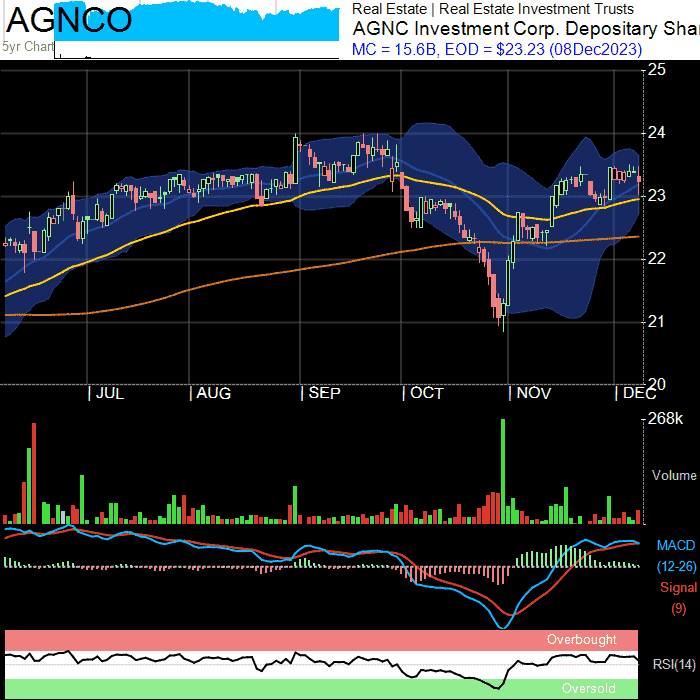 AGNCO
5yr Chart
Real Estate | Real Estate Investment Trusts
AGNC Investment Corp. Depositary Shar
MC = 15.6B, EOD = $23.23 (08Dec2023)
25
24
23
22
21
20
| JUL | AUG | SEP | OCT | NOV | DEC
268k
Volume
MACD
(12-26)
Signal
(9)
Overbought
RSI(14)
Oversold